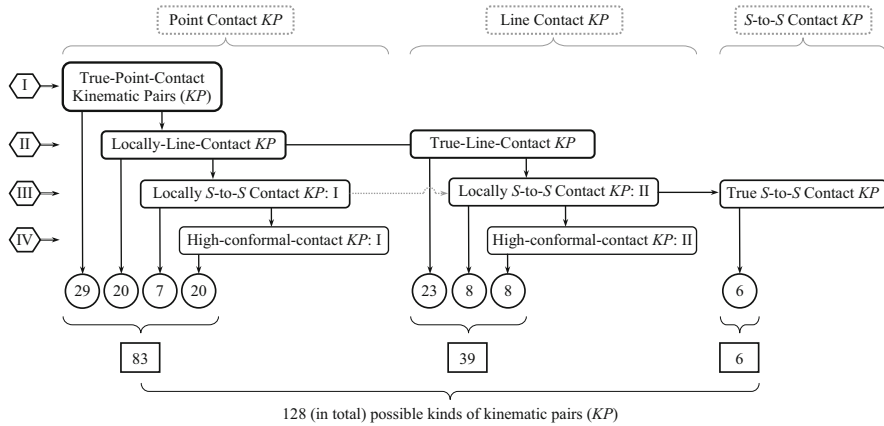 Point Contact KP
Line Contact KP
S-to-S Contact KP
I
True-Point-Contact
Kinematic Pairs (KP)
II
Locally-Line-Contact KP
True-Line-Contact KP
III
Locally S-to-S Contact KP: I
Locally S-to-S Contact KP: II
True S-to-S Contact KP
IV
High-conformal-contact KP: I
High-conformal-contact KP: II
29
20
7
20
23
8
8
6
83
39
6
128 (in total) possible kinds of kinematic pairs (KP)